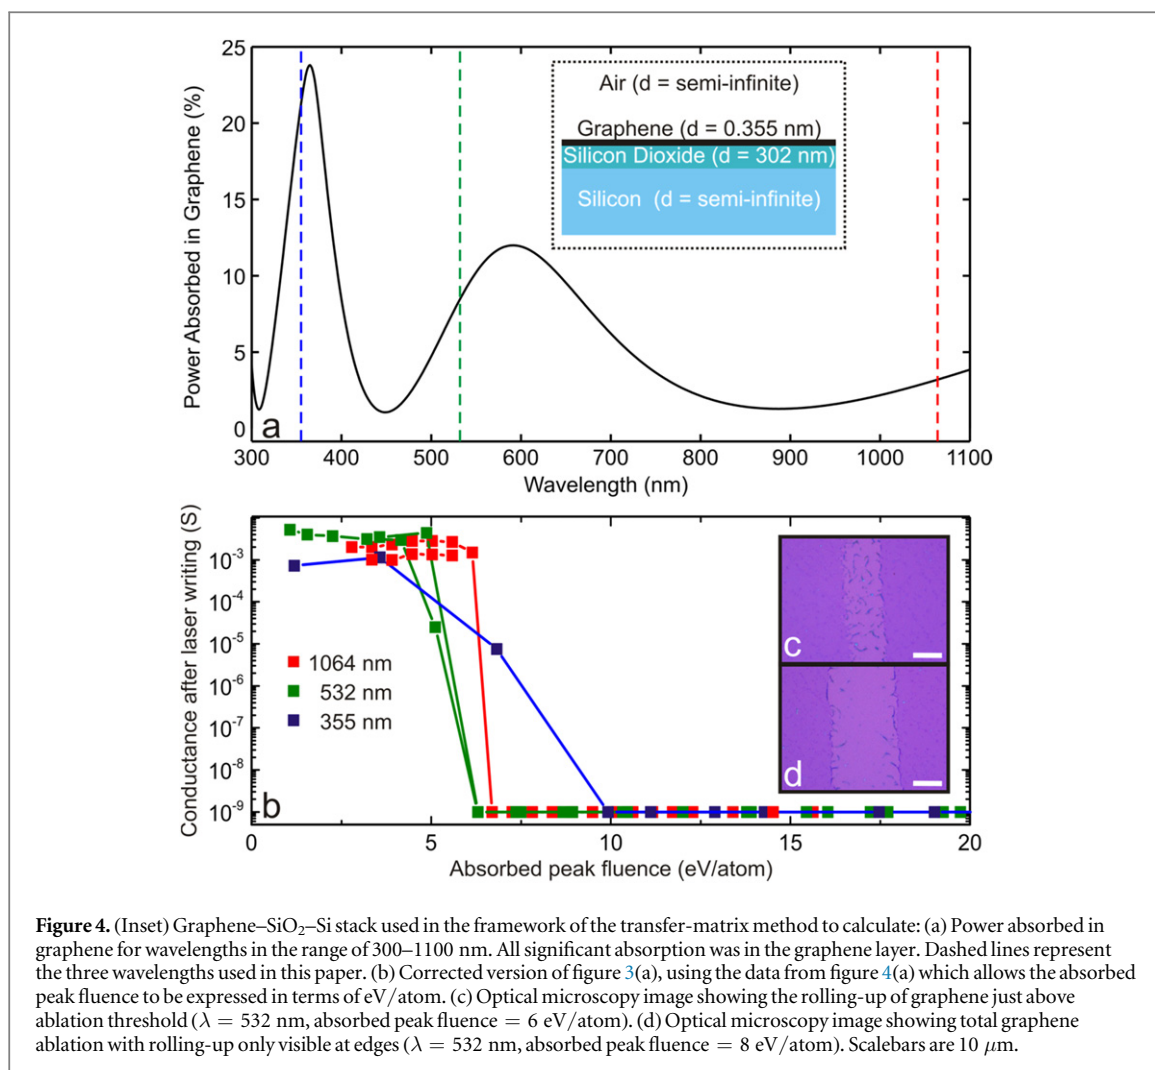 25
20
15
10
5
0
Power Absorbed in Graphene (%)
Air (d = semi-infinite)
Graphene (d = 0.355 nm)
Silicon Dioxide (d = 302 nm)
Silicon (d = semi-infinite)
a
300 400 500 600 700 800 900 1000 1100
Wavelength (nm)
Conductance after laser writing (S)
10⁻³
10⁻⁴
10⁻⁵
10⁻⁶
10⁻⁷
10⁻⁸
10⁻⁹
1064 nm
532 nm
355 nm
c
d
b
0 5 10 15 20
Absorbed peak fluence (eV/atom)
Figure 4. (Inset) Graphene–SiO₂–Si stack used in the framework of the transfer-matrix method to calculate: (a) Power absorbed in
graphene for wavelengths in the range of 300–1100 nm. All significant absorption was in the graphene layer. Dashed lines represent
the three wavelengths used in this paper. (b) Corrected version of figure 3(a), using the data from figure 4(a) which allows the absorbed
peak fluence to be expressed in terms of eV/atom. (c) Optical microscopy image showing the rolling-up of graphene just above
ablation threshold (λ = 532 nm, absorbed peak fluence = 6 eV/atom). (d) Optical microscopy image showing total graphene
ablation with rolling-up only visible at edges (λ = 532 nm, absorbed peak fluence = 8 eV/atom). Scalebars are 10 μm.